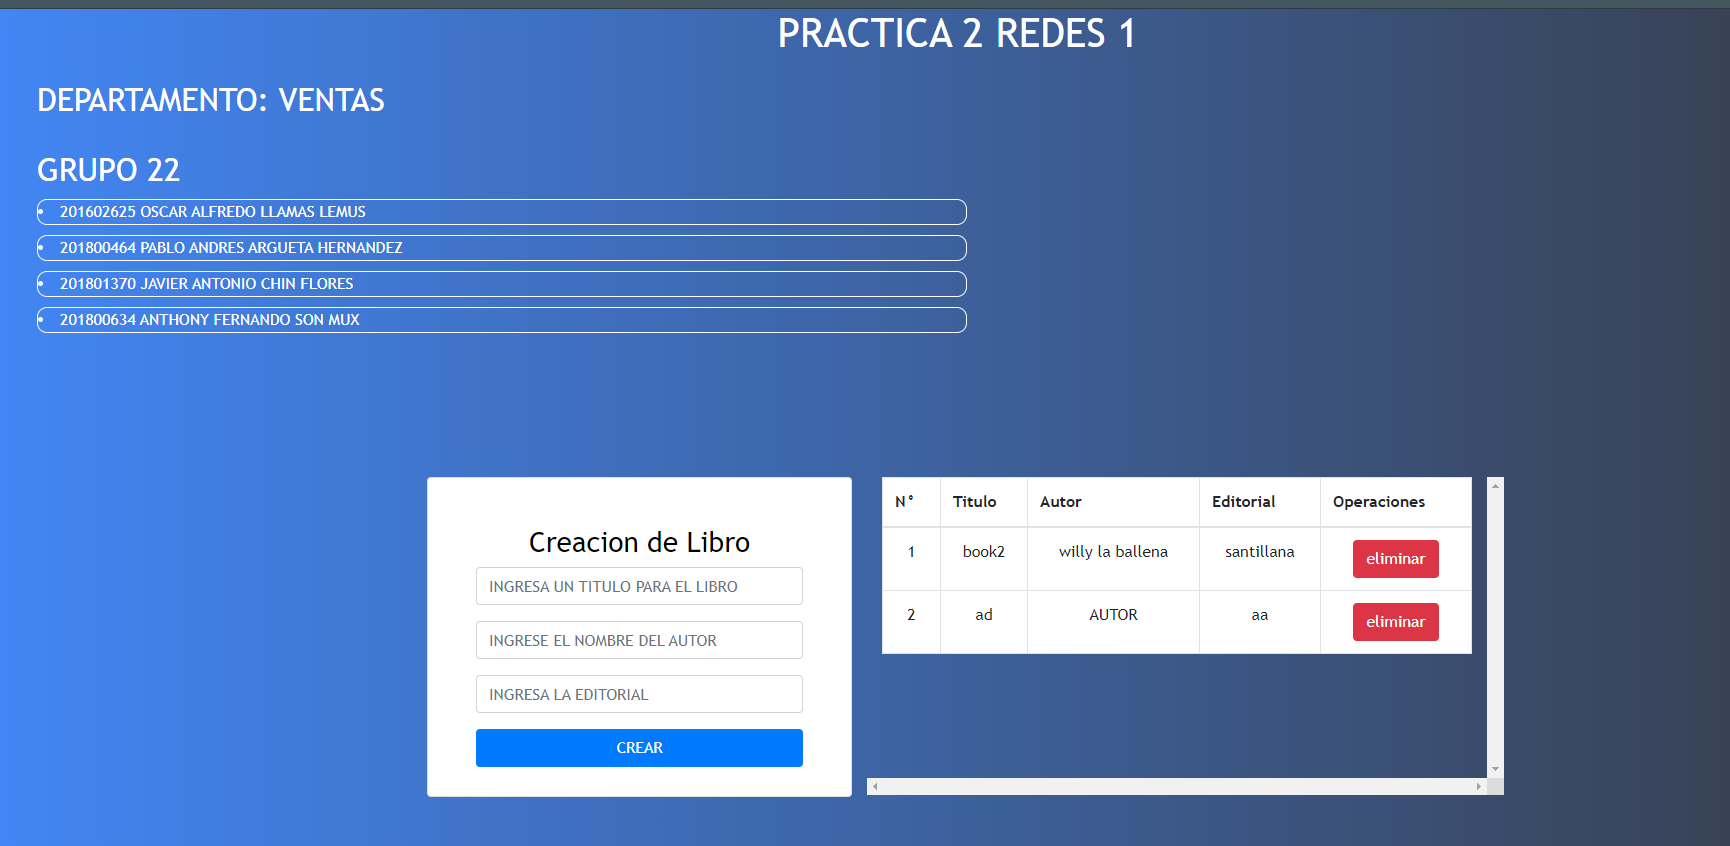 PRACTICA 2 REDES 1
DEPARTAMENTO: VENTAS
GRUPO 22
201602625 OSCAR ALFREDO LLAMAS LEMUS
201800464 PABLO ANDRES ARGUETA HERNANDEZ
201801370 JAVIER ANTONIO CHIN FLORES
201800634 ANTHONY FERNANDO SON MUX
Creacion de Libro
INGRESA UN TITULO PARA EL LIBRO
INGRESE EL NOMBRE DEL AUTOR
INGRESA LA EDITORIAL
CREAR
N° Titulo Autor Editorial Operaciones
1 book2 willy la ballena santillana eliminar
2 ad AUTOR aa eliminar